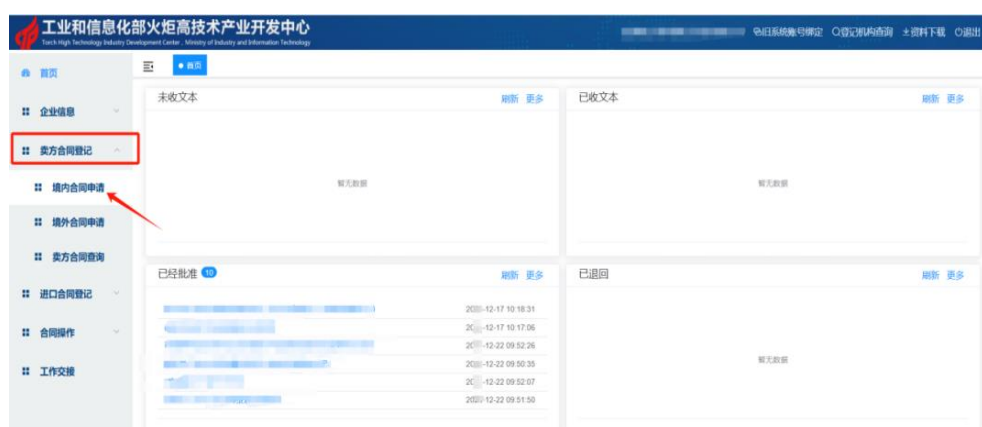 工业和信息化部火炬高技术产业开发中心
Torch High Technology Industry Development Center , Ministry of Industry and Information Technology
旧系统账号绑定 登记机构查询 资料下载 退出
首页
首页
企业信息
卖方合同登记
境内合同申请
境外合同申请
卖方合同查询
进口合同登记
合同操作
工作交接
未收文本 刷新 更多
暂无数据
已收文本 刷新 更多
暂无数据
已经批准 10 刷新 更多
-12-17 10:18:31
-12-17 10:17:06
-12-22 09:52:26
-12-22 09:50:35
-12-22 09:52:07
-12-22 09:51:50
已退回 刷新 更多
暂无数据